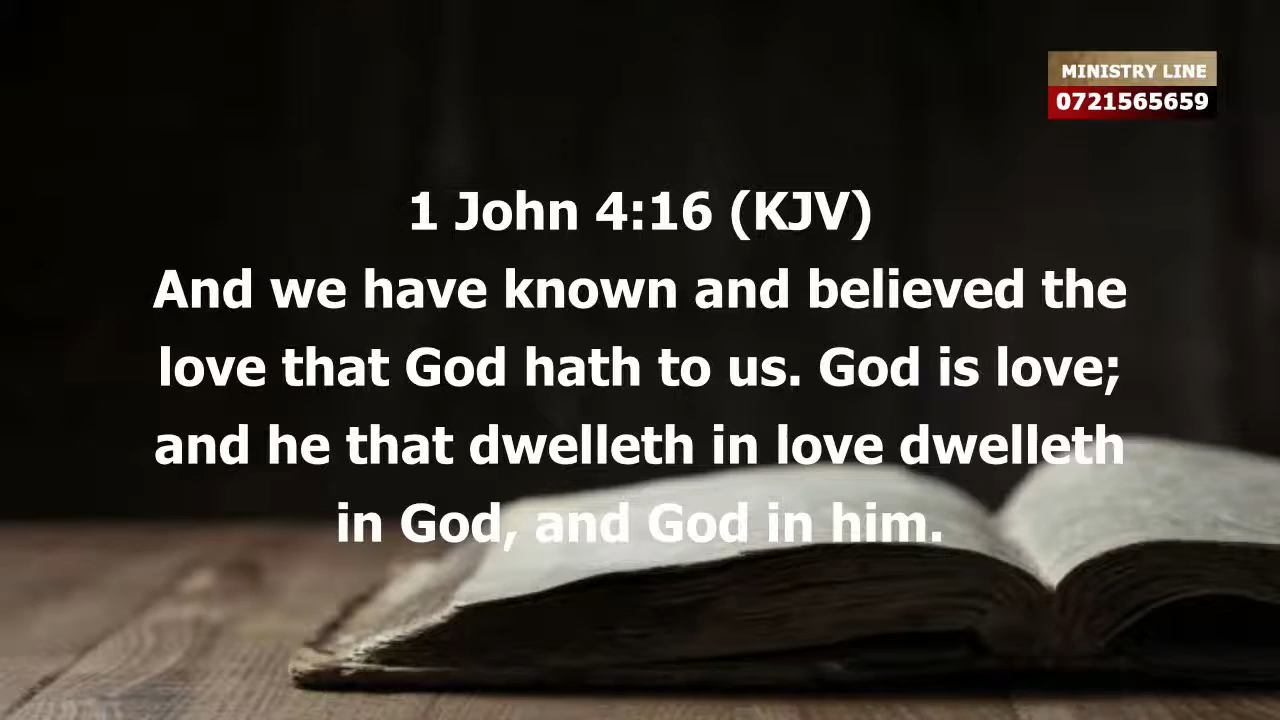 MINISTRY LINE
0721565659
1 John 4:16 (KJV)
And we have known and believed the
love that God hath to us. God is love;
and he that dwelleth in love dwelleth
in God, and God in him.